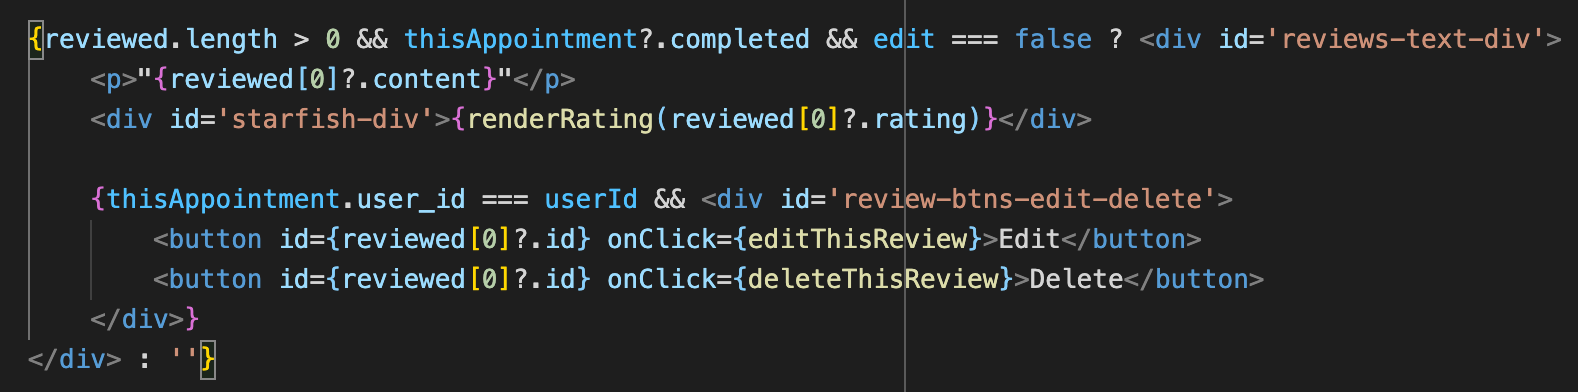 {reviewed.length > 0 && thisAppointment?.completed && edit === false ? <div id='reviews-text-div'>
    <p>"{reviewed[0]?.content}"</p>
    <div id='starfish-div'>{renderRating(reviewed[0]?.rating)}</div>

    {thisAppointment.user_id === userId && <div id='review-btns-edit-delete'>
        <button id={reviewed[0]?.id} onClick={editThisReview}>Edit</button>
        <button id={reviewed[0]?.id} onClick={deleteThisReview}>Delete</button>
    </div>}
</div> : ''}